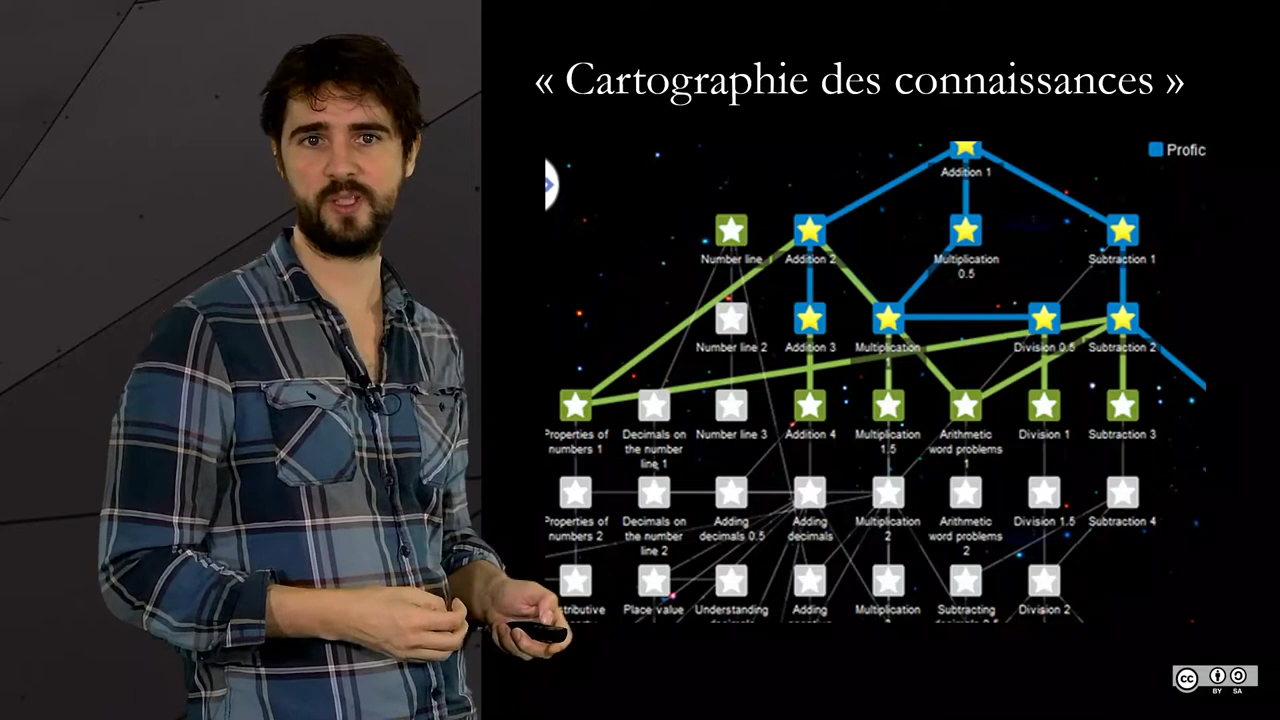 « Cartographie des connaissances »
Profic
Addition 1
Number line
Addition 2
Multiplication
0.5
Subtraction 1
Number line 2
Addition 3
Multiplication
Division 0.5
Subtraction 2
Properties of
numbers 1
Decimals on
the number
line 1
Number line 3
Addition 4
Multiplication
1.5
Arithmetic
word problems
1
Division 1
Subtraction 3
Properties of
numbers 2
Decimals on
the number
line 2
Adding
decimals 0.5
Adding
decimals
Multiplication
2
Arithmetic
word problems
2
Division 1.5
Subtraction 4
stributive
Place value
Understanding
Adding
Multiplication
Subtracting
Division 2
cc
BY SA